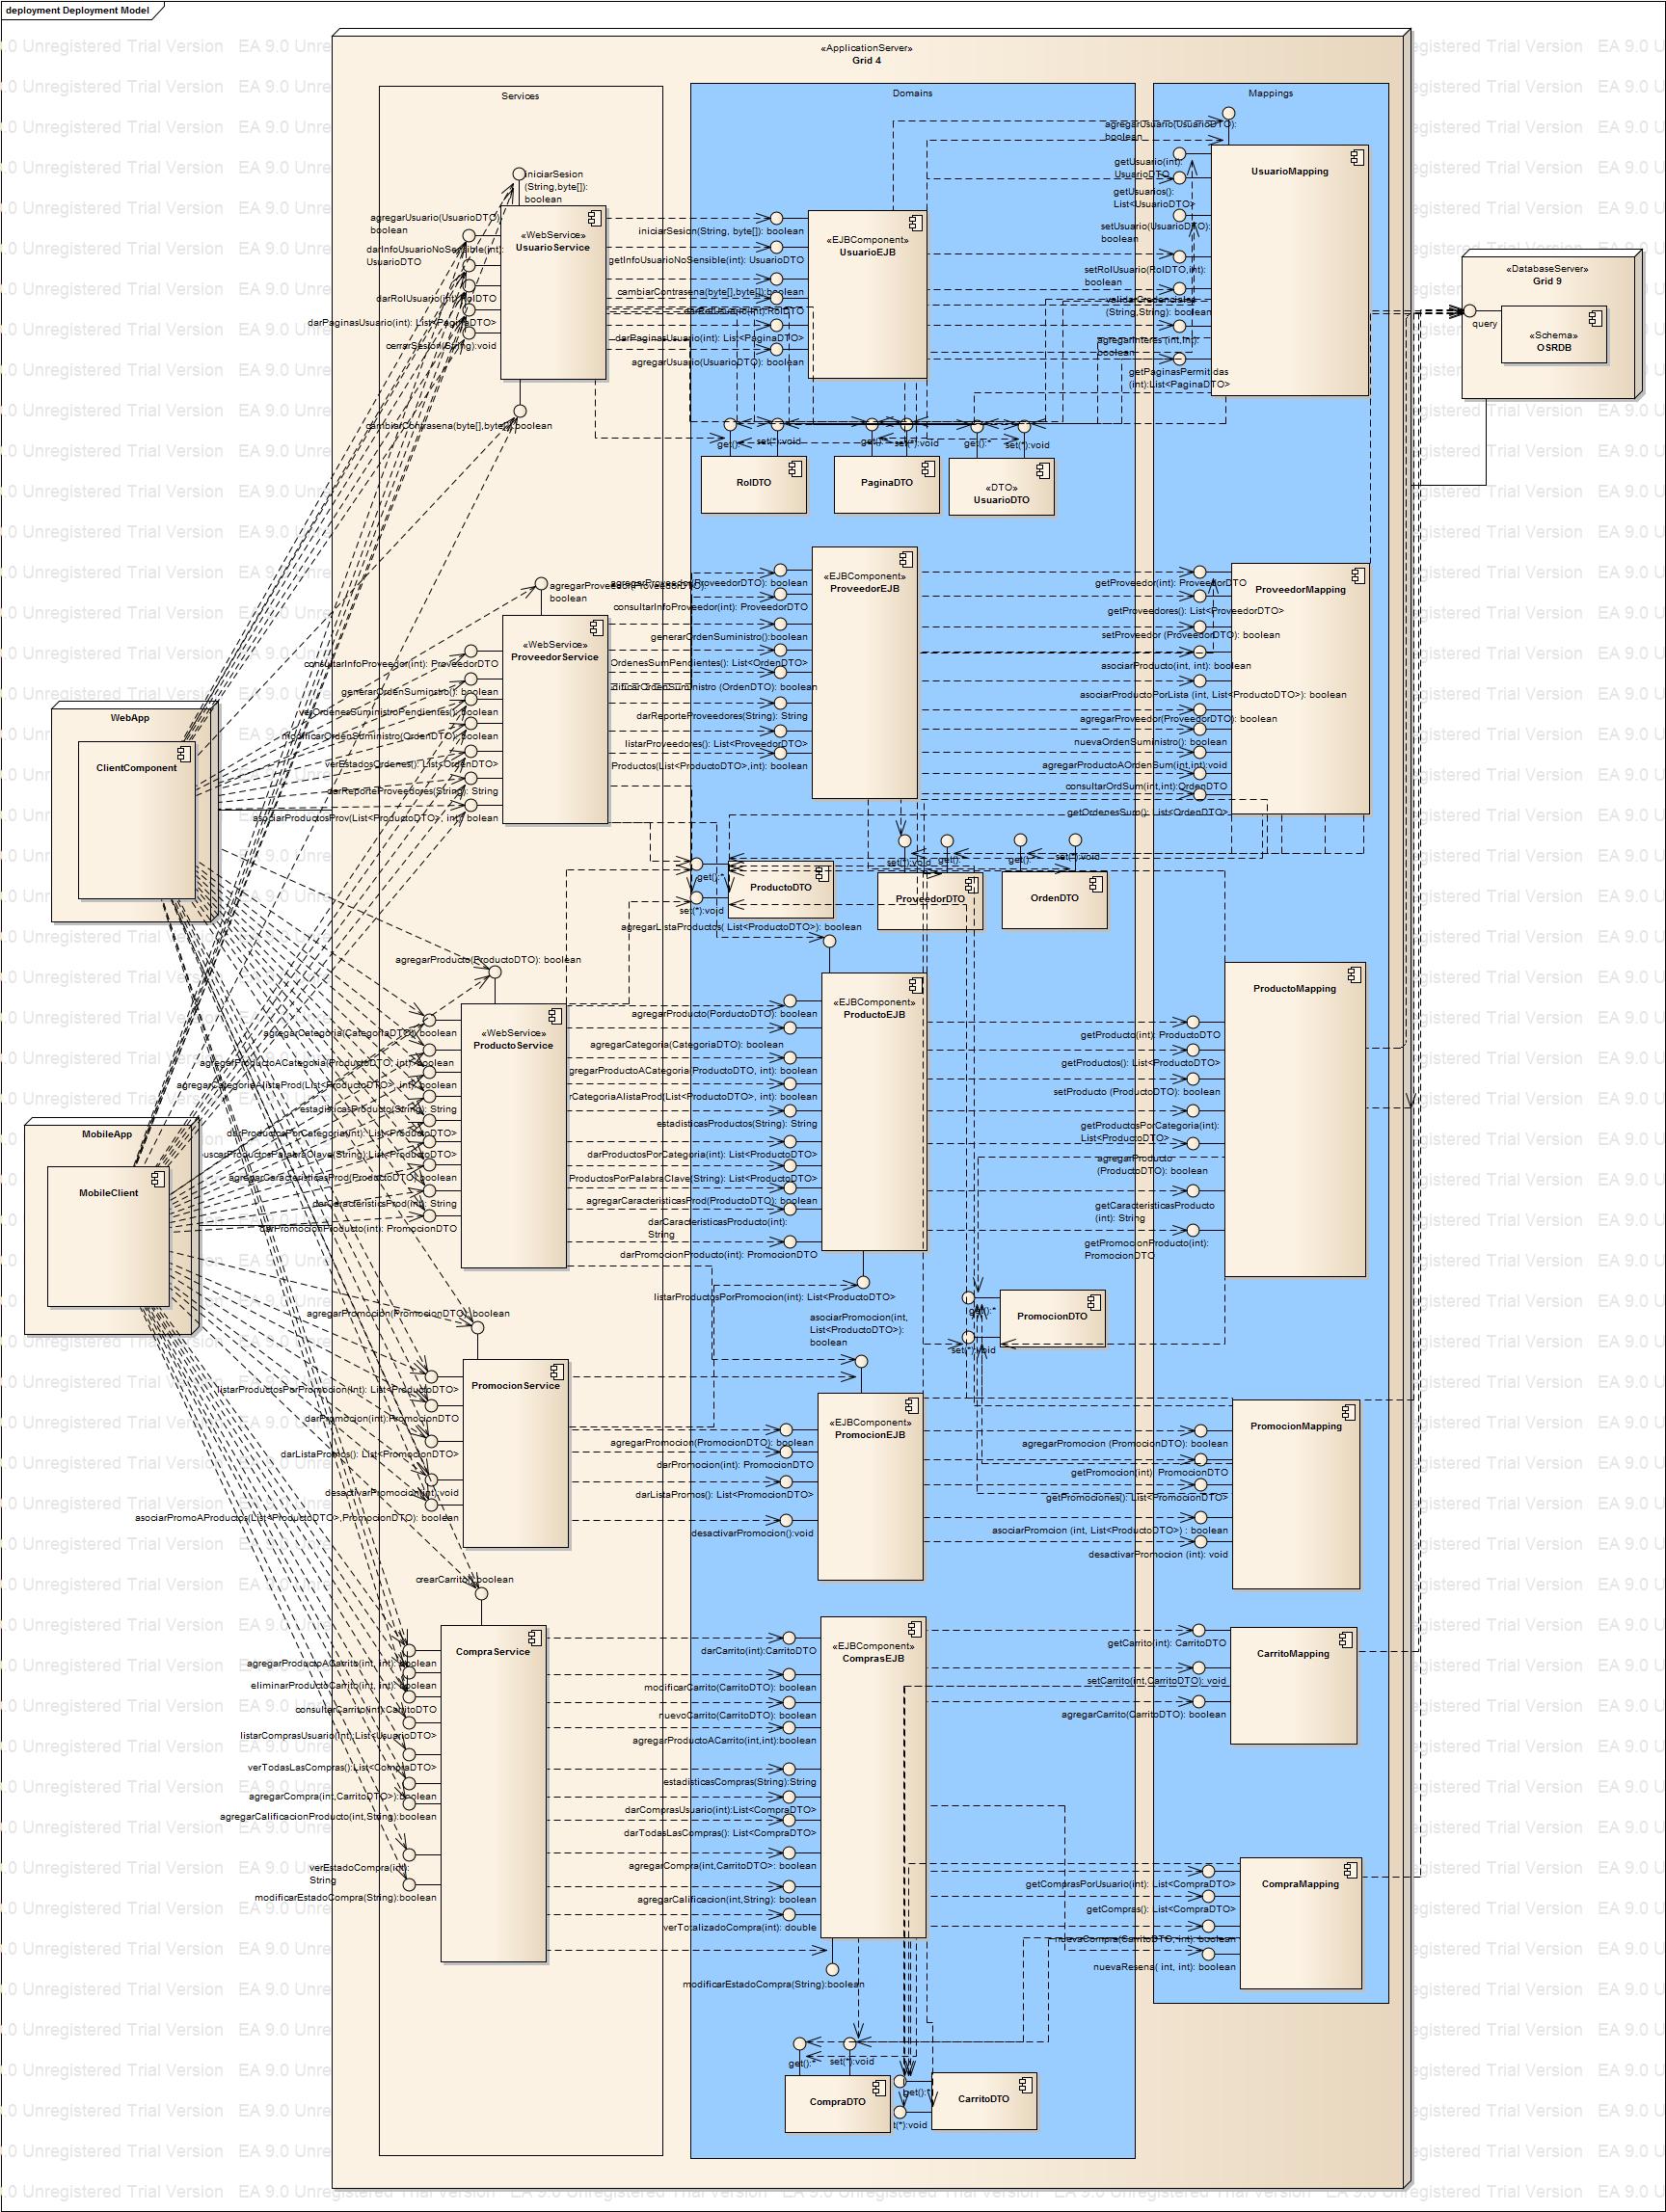 deployment Deployment Model
«ApplicationServer»
Grid 4
Services
Domains
Mappings
iniciarSesion
(String,byte[]):
boolean
agregarUsuario(UsuarioDTO):
boolean
darInfoUsuarioNoSensible(int):
UsuarioDTO
darRolUsuario(int):RolDTO
darPaginasUsuario(int): List<PaginaDTO>
cerrarSesion(String):void
cambiarContrasena(byte[],byte[]):boolean
«WebService»
UsuarioService
iniciarSesion(String, byte[]): boolean
getInfoUsuarioNoSensible(int): UsuarioDTO
cambiarContrasena(byte[],byte[]):boolean
darRolUsuario(int):RolDTO
darPaginasUsuario(int): List<PaginaDTO>
agregarUsuario(UsuarioDTO): boolean
«EJBComponent»
UsuarioEJB
agregarUsuario(UsuarioDTO):
boolean
getUsuario(int):
UsuarioDTO
getUsuarios():
List<UsuarioDTO>
setUsuario(UsuarioDTO):
boolean
setRolUsuario(RolDTO,int):
boolean
validarCredenciales
(String,String): boolean
agregarInteres(int,int):
boolean
getPaginasPermitidas
(int):List<PaginaDTO>
UsuarioMapping
«DatabaseServer»
Grid 9
query
«Schema»
OSRDB
get():*
set(*):void
get():*
set(*):void
get():*
set(*):void
RolDTO
PaginaDTO
«DTO»
UsuarioDTO
agregarProveedor(ProveedorDTO):
boolean
consultarInfoProveedor(int): ProveedorDTO
generarOrdenSuminstro(): boolean
verOrdenesSuministroPendientes(): boolean
modificarOrdenSuministro(OrdenDTO): boolean
verEstadosOrdenes(): List<OrdenDTO>
darReporteProveedores(String): String
asociarProductosProv(List<ProductoDTO>, int): bolean
«WebService»
ProveedorService
agregarProveedor(ProveedorDTO): boolean
consultarInfoProveedor(int): ProveedorDTO
generarOrdenSuministro():boolean
OrdenesSumPendientes(): List<OrdenDTO>
dificarOrdenSuministro (OrdenDTO): boolean
darReporteProveedores(String): String
listarProveedores(): List<ProveedorDTO>
Productos(List<ProductoDTO>,int): boolean
«EJBComponent»
ProveedorEJB
getProveedor(int): ProveedorDTO
getProveedores(): List<ProveedorDTO>
setProveedor (ProveedorDTO): boolean
asociarProducto(int, int): boolean
asociarProductoPorLista (int, List<ProductoDTO>): boolean
agregarProveedor(ProveedorDTO): boolean
nuevaOrdenSuministro(): boolean
agregarProductoAOrdenSum(int,int):void
consultarOrdSum(int,int):OrdenDTO
getOrdenesSum(): List<OrdenDTO>
ProveedorMapping
WebApp
ClientComponent
get():*
set(*):void
ProductoDTO
set(*):void
get():
ProveedorDTO
get():
set(*):void
OrdenDTO
agregarListaProductos( List<ProductoDTO>): boolean
agregarProducto(ProductoDTO): boolean
agregarCategoria(CategoriaDTO): boolean
agregarProductoACategoria(ProductoDTO, int): boolean
agregarCategoriaAlistaProd(List<ProductoDTO>, int): boolean
estadisticasProducto(String): String
darProductosPorCategoria(int): List<ProductoDTO>
uscarProductosPalabraClave(String):List<ProductoDTO>
agregarCaracteristicasProd(ProductoDTO):boolean
darCaracteristicsProd(int): String
darPromocionProducto(int): PromocionDTO
«WebService»
ProductoService
agregarProducto(PorductoDTO): boolean
agregarCategoria(CategoriaDTO): boolean
gregarProductoACategoria(ProductoDTO, int): boolean
rCategoriaAlistaProd(List<ProductoDTO>, int): boolean
estadisticasProductos(String): String
darProductosPorCategoria(int): List<ProductoDTO>
ProductosPorPalabraClave(String): List<ProductoDTO>
agregarCaracteristicasProd(ProductoDTO): boolean
darCaracteristicasProducto(int):
String
darPromocionProducto(int): PromocionDTO
listarProductosPorPromocion(int): List<ProductoDTO>
«EJBComponent»
ProductoEJB
getProducto(int): ProductoDTO
getProductos(): List<ProductoDTO>
setProducto (ProductoDTO): boolean
getProductosPorCategoria(int):
List<ProductoDTO>
agregarProducto
(ProductoDTO): boolean
getCaracteristicasProducto
(int): String
getPromocionProducto(int):
PromocionDTO
ProductoMapping
MobileApp
MobileClient
get():*
set(*):void
PromocionDTO
agregarPromocion(PromocionDTO): boolean
listarProductosPorPromocion(int): List<ProductoDTO>
darPromocion(int):PromocionDTO
darListaPromos(): List<PromocionDTO>
desactivarPromocion(int):void
asociarPromoAProductos(List<ProductoDTO>,PromocionDTO): boolean
PromocionService
asociarPromocion(int,
List<ProductoDTO>):
boolean
agregarPromocion(PromocionDTO): boolean
darPromocion(int): PromocionDTO
darListaPromos(): List<PromocionDTO>
desactivarPromocion():void
«EJBComponent»
PromocionEJB
agregarPromocion (PromocionDTO): boolean
getPromocion(int): PromocionDTO
getPromociones(): List<PromocionDTO>
asociarPromcion (int, List<ProductoDTO>) : boolean
desactivarPromocion (int): void
PromocionMapping
crearCarrito():boolean
agregarProductoACarrito(int, int): boolean
eliminarProductoCarrito(int, int): boolean
consultarCarrito(int):CarritoDTO
listarComprasUsuario(int):List<UsuarioDTO>
verTodasLasCompras():List<CompraDTO>
agregarCompra(int,CarritoDTO>):boolean
agregarCalificacionProducto(int,String):boolean
verEstadoCompra(int):
String
modificarEstadoCompra(String):boolean
CompraService
darCarrito(int):CarritoDTO
modificarCarrito(CarritoDTO): boolean
nuevoCarrito(CarritoDTO): boolean
agregarProductoACarrito(int,int):boolean
estadisticasCompras(String):String
darComprasUsuario(int):List<CompraDTO>
darTodasLasCompras(): List<CompraDTO>
agregarCompra(int,CarritoDTO>: boolean
agregarCalificacion(int,String): boolean
verTotalizadoCompra(int): double
modificarEstadoCompra(String):boolean
«EJBComponent»
ComprasEJB
getCarrito(int): CarritoDTO
setCarrito(int,CarritoDTO): void
agregarCarrito(CarritoDTO): boolean
CarritoMapping
getComprasPorUsuario(int): List<CompraDTO>
getCompras(): List<CompraDTO>
nuevaCompra(CarritoDTO, int): boolean
nuevaResena( int, int): boolean
CompraMapping
get():*
set(*):void
CompraDTO
get():*
t(*):void
CarritoDTO